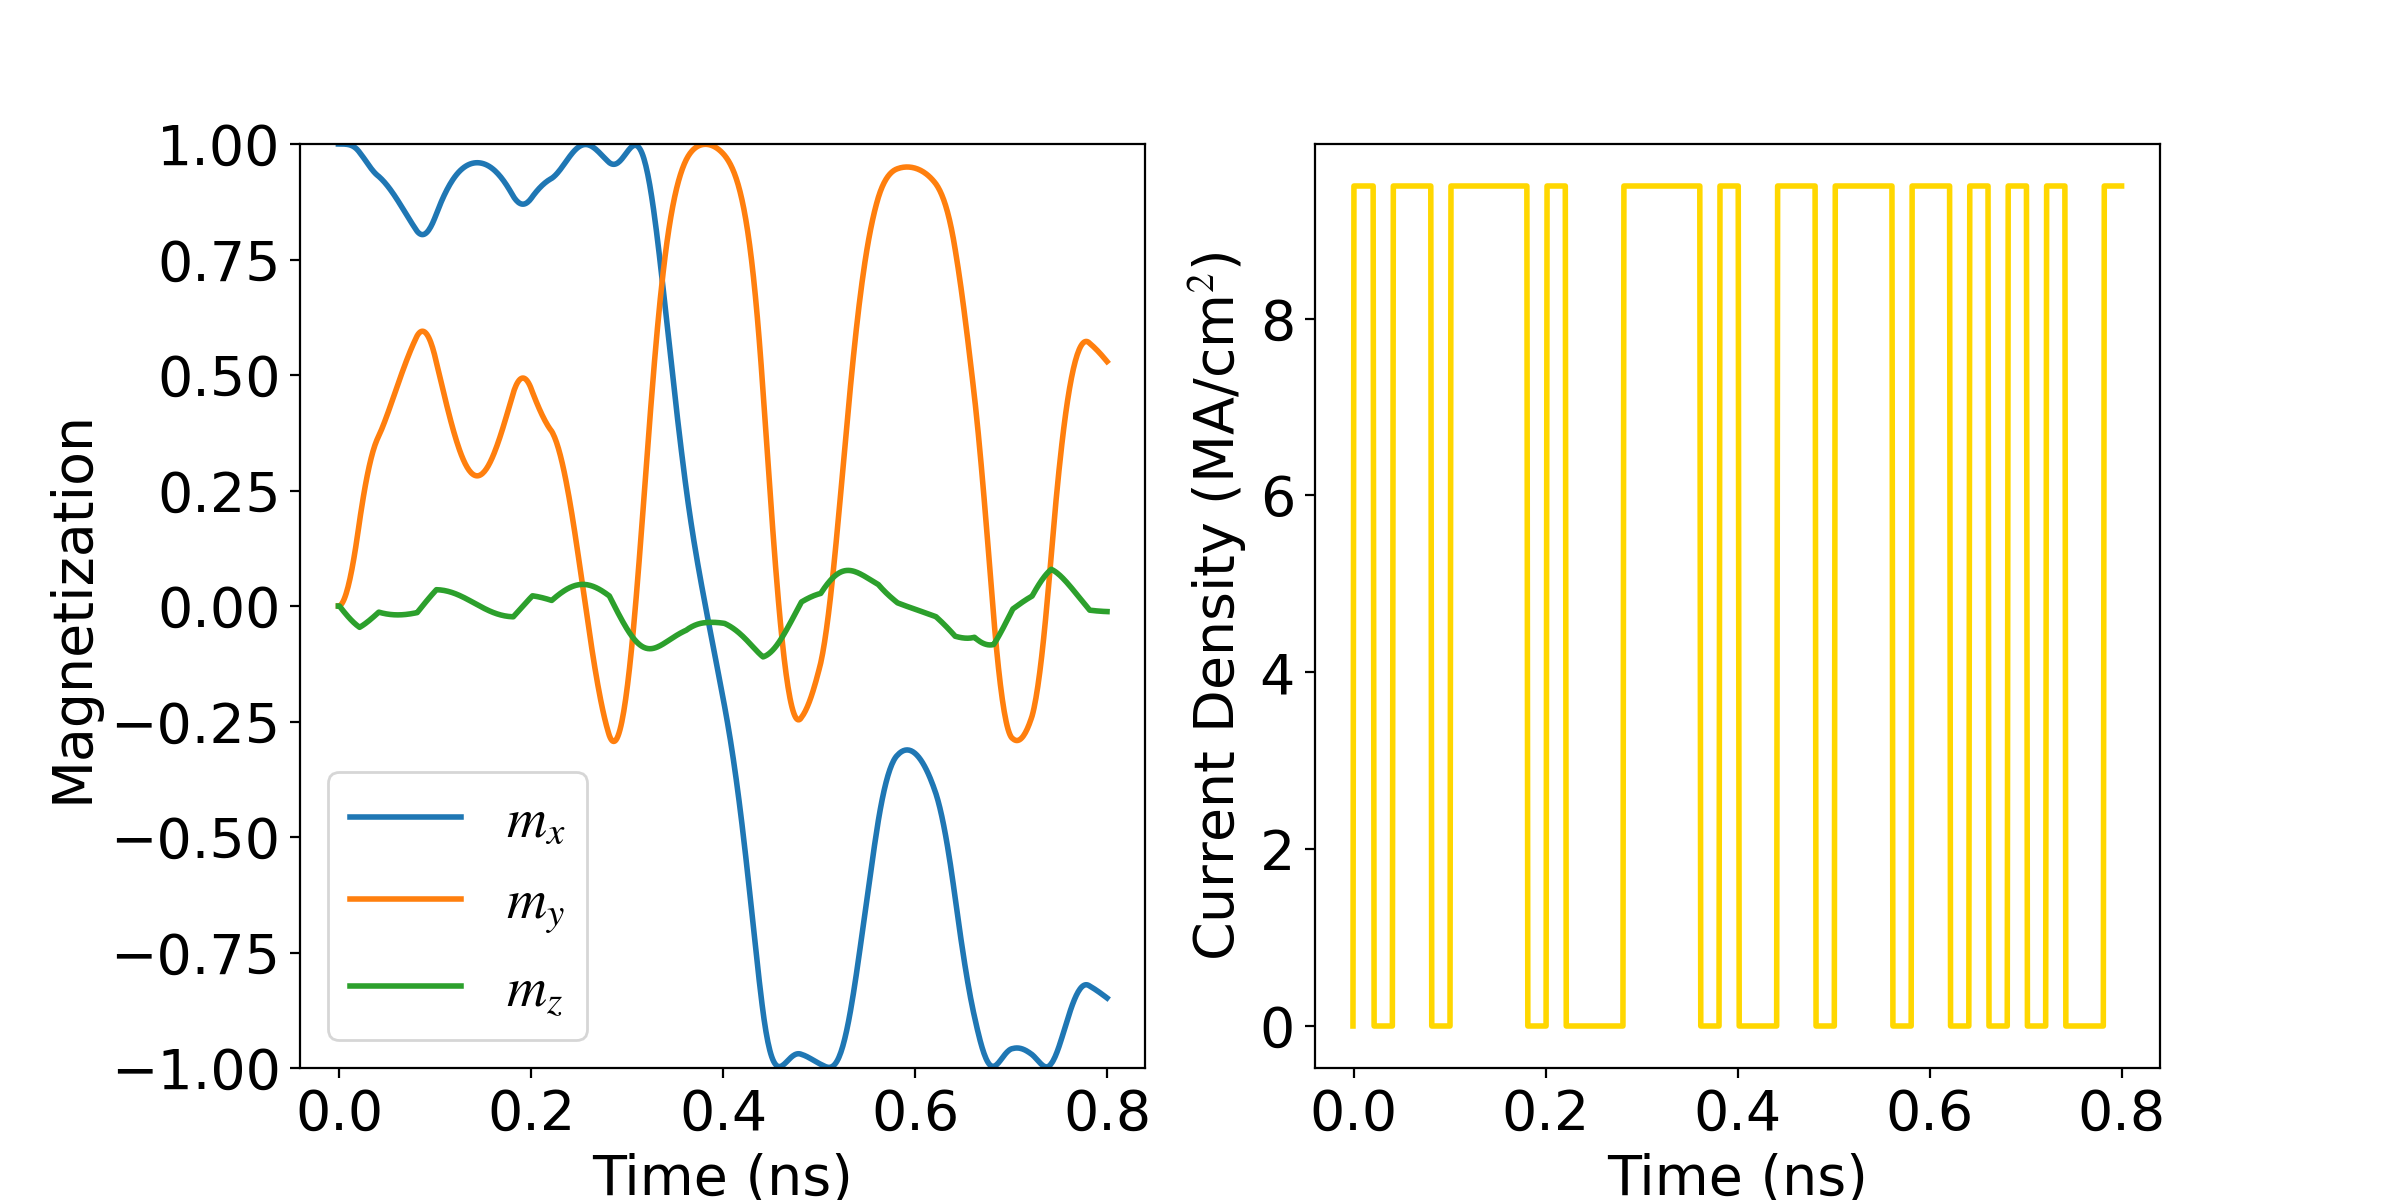 Magnetization
1.00
0.75
0.50
0.25
0.00
−0.25
−0.50
−0.75
−1.00
m_x
m_y
m_z
0.0 0.2 0.4 0.6 0.8
Time (ns)
Current Density (MA/cm²)
8
6
4
2
0
0.0 0.2 0.4 0.6 0.8
Time (ns)